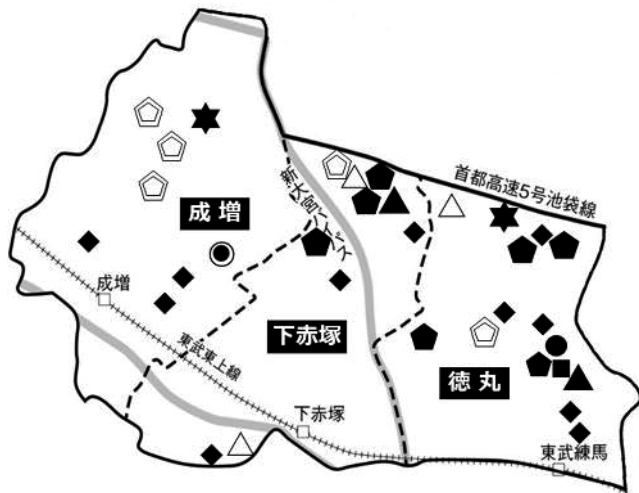 首都高速5号池袋線
新大宮バイパス
成増
成増
東武東上線
下赤塚
徳丸
下赤塚
東武練馬